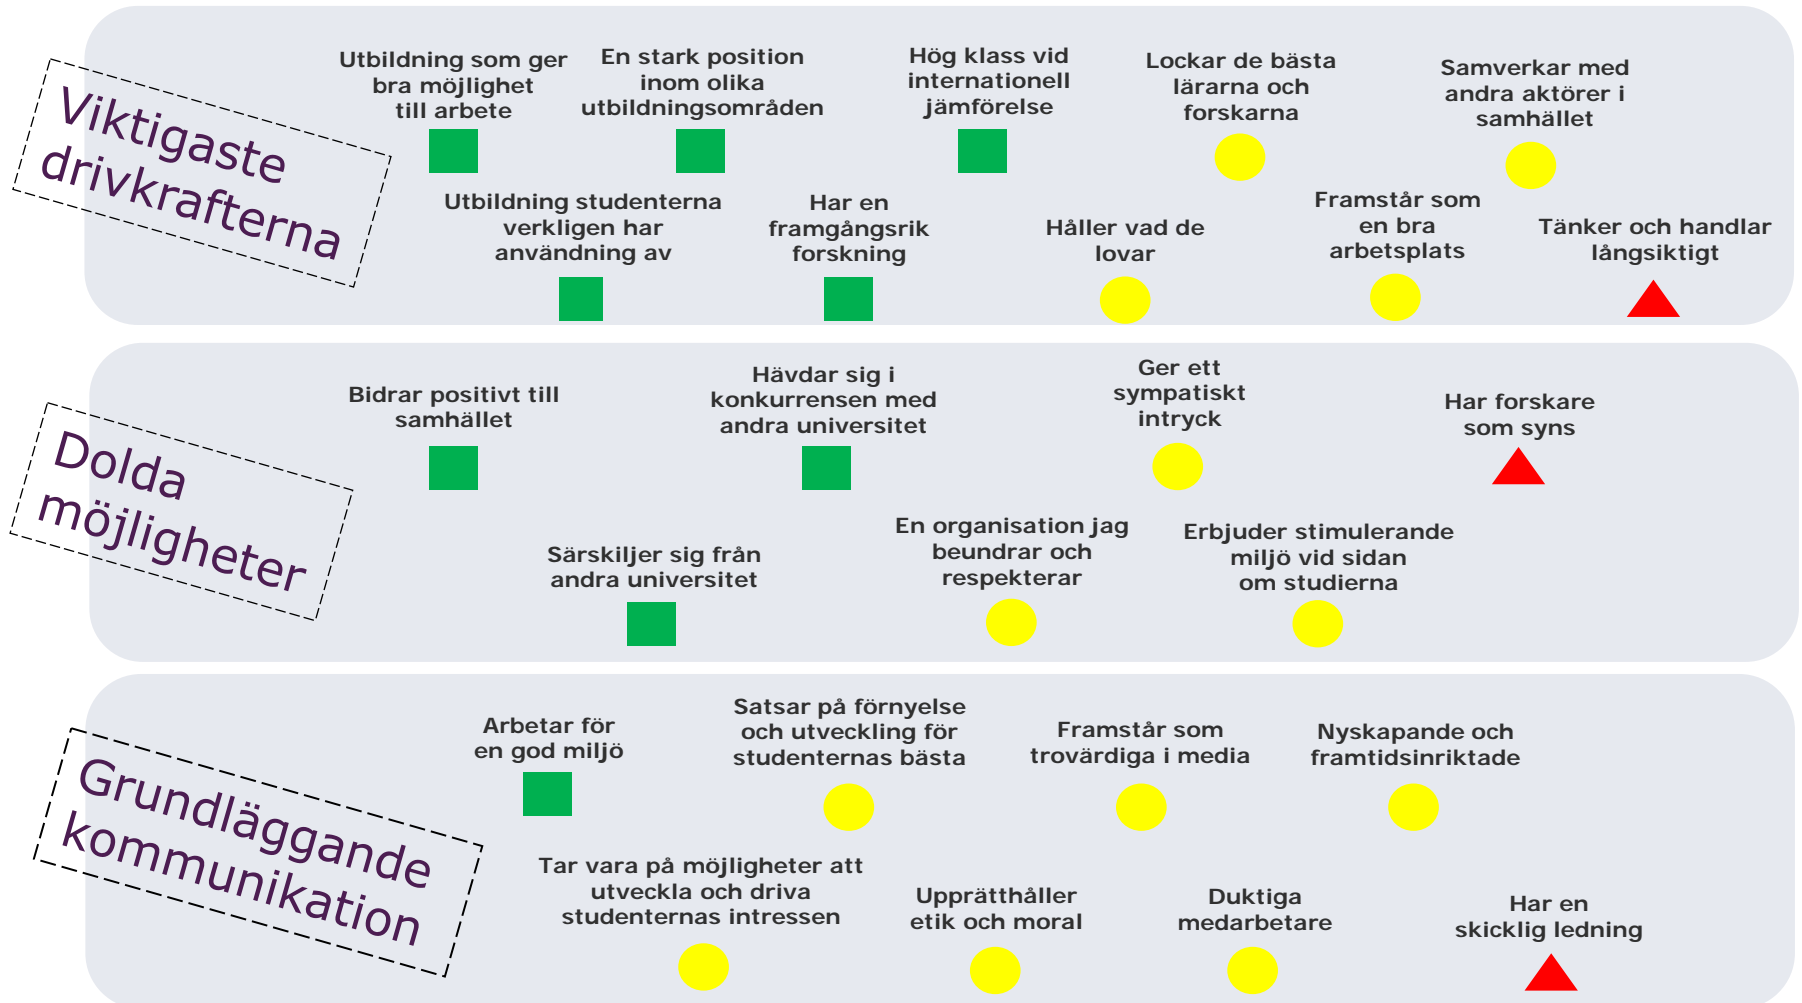 Viktigaste
drivkrafterna
Utbildning som ger
bra möjlighet
till arbete
En stark position
inom olika
utbildningsområden
Hög klass vid
internationell
jämförelse
Lockar de bästa
lärarna och
forskarna
Samverkar med
andra aktörer i
samhället
Utbildning studenterna
verkligen har
användning av
Har en
framgångsrik
forskning
Håller vad de
lovar
Framstår som
en bra
arbetsplats
Tänker och handlar
långsiktigt
Dolda
möjligheter
Bidrar positivt till
samhället
Hävdar sig i
konkurrensen med
andra universitet
Ger ett
sympatiskt
intryck
Har forskare
som syns
Särskiljer sig från
andra universitet
En organisation jag
beundrar och
respekterar
Erbjuder stimulerande
miljö vid sidan
om studierna
Grundläggande
kommunikation
Arbetar för
en god miljö
Satsar på förnyelse
och utveckling för
studenternas bästa
Framstår som
trovärdiga i media
Nyskapande och
framtidsinriktade
Tar vara på möjligheter att
utveckla och driva
studenternas intressen
Upprätthåller
etik och moral
Duktiga
medarbetare
Har en
skicklig ledning